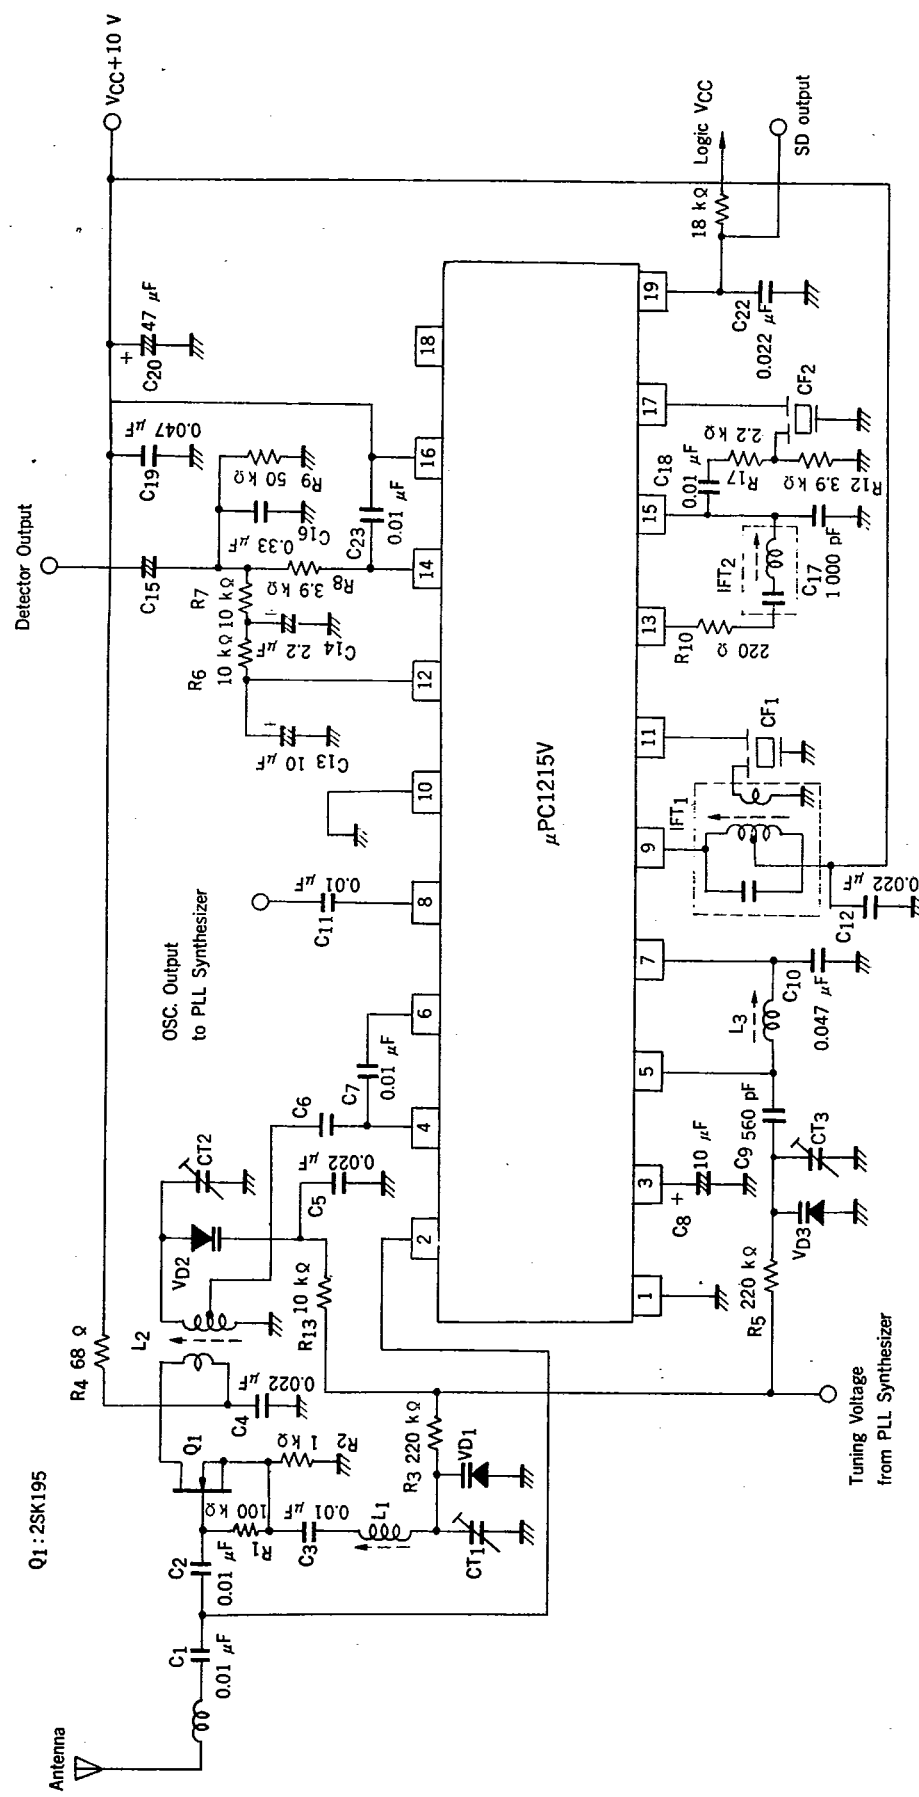 Q1:2SK195
Antenna
C1
0.01 μF
C2
0.01 μF
R1
100 kΩ
Q1
R2
1 kΩ
C3
0.01 μF
L1
CT1
VD1
R3 220 kΩ
R4 68 Ω
C4
0.022 μF
L2
VD2
CT2
R13 10 kΩ
C5
0.022 μF
C6
C7
0.01 μF
OSC. Output
to PLL Synthesizer
C11
0.01 μF
C13 10 μF
R6
10 kΩ
R7
10 kΩ
C14 2.2 μF
Detector Output
C15
R8
3.9 kΩ
C16
0.33 μF
R9
50 kΩ
C23
0.01 μF
C19
0.047 μF
+
C20
47 μF
VCC+10 V
2
4
6
8
10
12
14
16
18
μPC1215V
1
3
5
7
9
11
13
15
17
19
Tuning Voltage
from PLL Synthesizer
R5
220 kΩ
VD3
CT3
C8
+
10 μF
C9 560 pF
L3
C10
0.047 μF
C12
0.022 μF
IFT1
CF1
R10
220 Ω
IFT2
C17
1 000 pF
C18
0.01 μF
R17
2.2 kΩ
R12 3.9 kΩ
CF2
C22
0.022 μF
18 kΩ
Logic VCC
SD output